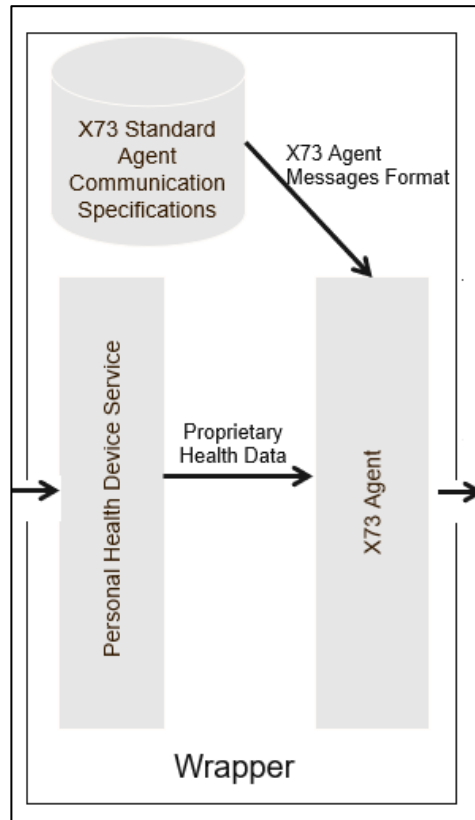 X73 Standard
Agent
Communication
Specifications
X73 Agent
Messages Format
Personal Health Device Service
Proprietary
Health Data
X73 Agent
Wrapper